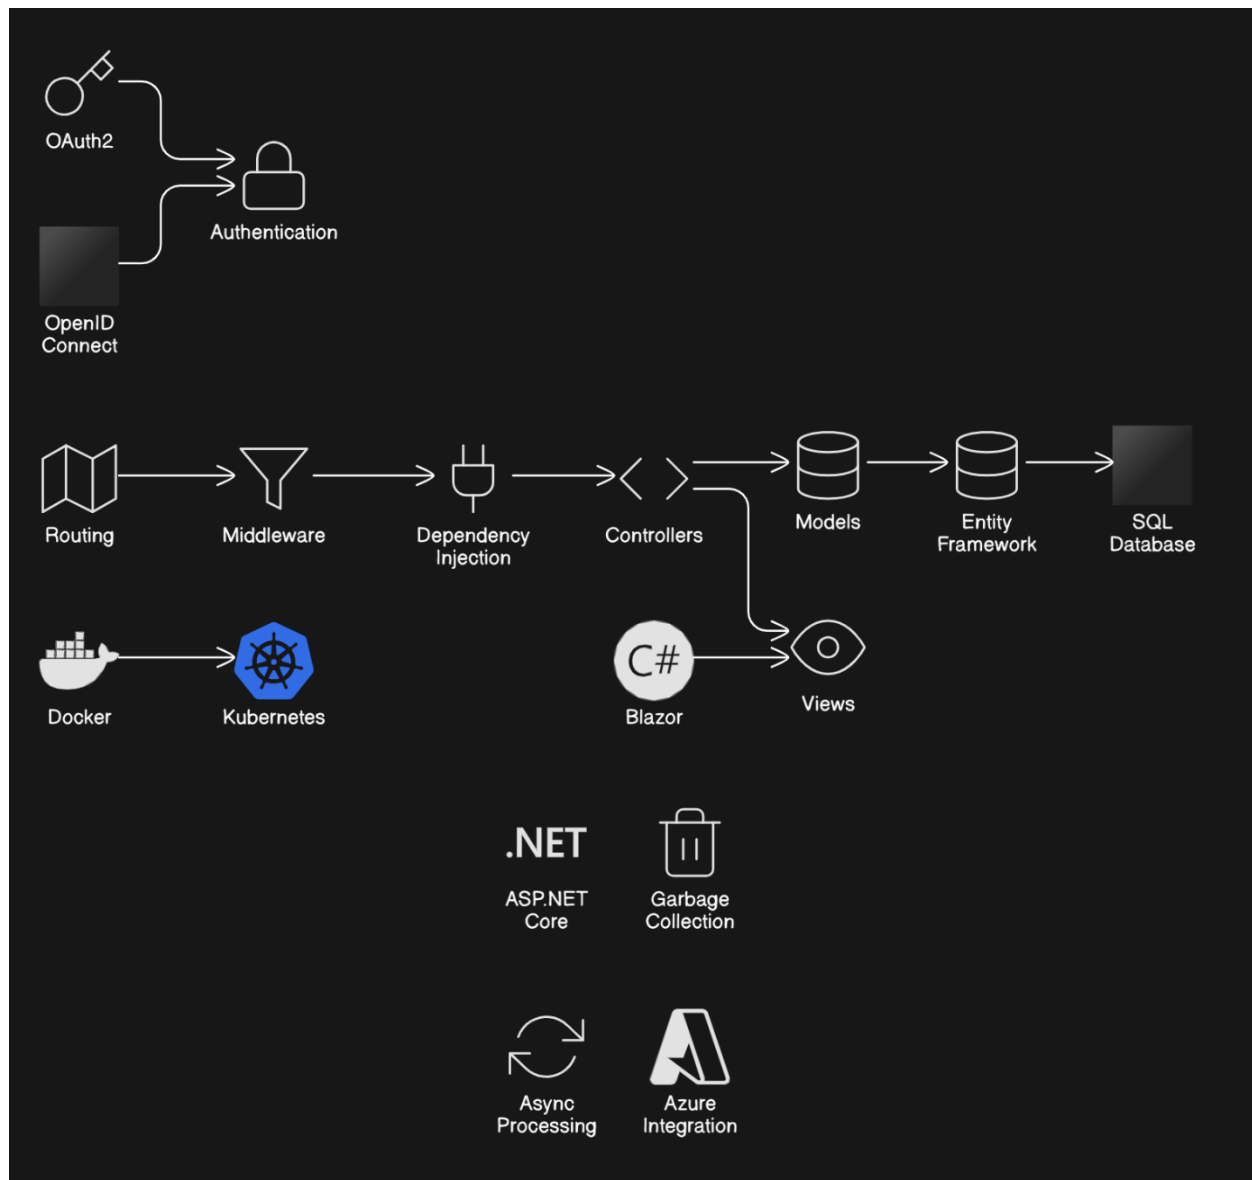 OAuth2
Authentication
OpenID
Connect
Routing
Middleware
Dependency
Injection
Controllers
Models
Entity
Framework
SQL
Database
Docker
Kubernetes
C#
Blazor
Views
.NET
ASP.NET
Core
Garbage
Collection
Async
Processing
Azure
Integration